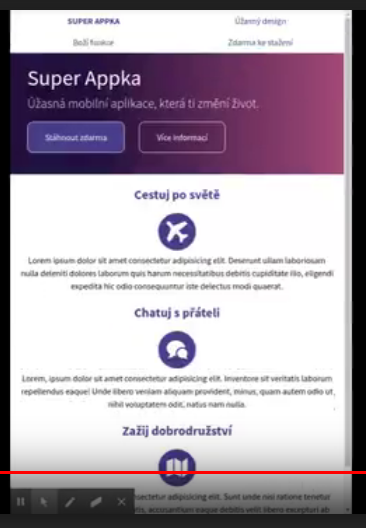 SUPER APPKA
Úžasný design
Boží funkce
Zdarma ke stažení
Super Appka
Úžasná mobilní aplikace, která ti změní život.
Stáhnout zdarma
Více informací
Cestuj po světě
Lorem ipsum dolor sit amet consectetur adipisicing elit. Deserunt ullam laboriosam
nulla deleniti dolores laborum quis harum necessitatibus debitis cupiditate illo, eligendi
expedita hic odio consequuntur iste delectus modi quaerat.
Chatuj s přáteli
Lorem, ipsum dolor sit amet consectetur adipisicing elit. Inventore sit veritatis laborum
repellendus eaque! Unde libero veniam aliquam provident, minus, quam autem odio ut,
nihil voluptatem odit, natus nam nulla.
Zažij dobrodružství
adipisicing elit. Sunt unde nisi ratione tenetur
accusantium eaque debitis velit libero excepturi ab